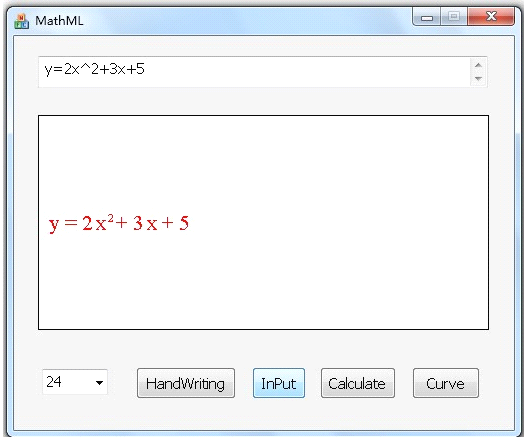 MathML
y=2x^2+3x+5
y = 2x²+ 3x + 5
24 HandWriting InPut Calculate Curve